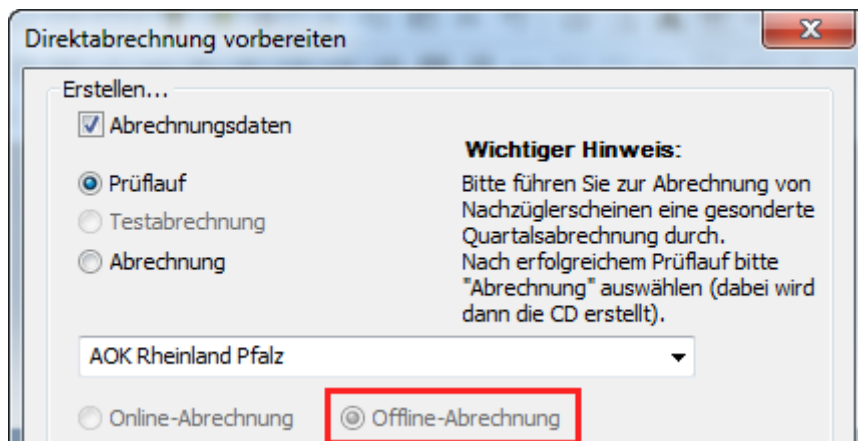 Direktabrechnung vorbereiten
Erstellen...
Abrechnungsdaten
Wichtiger Hinweis:
Prüflauf
Testabrechnung
Abrechnung
Bitte führen Sie zur Abrechnung von
Nachzüglerscheinen eine gesonderte
Quartalsabrechnung durch.
Nach erfolgreichem Prüflauf bitte
"Abrechnung" auswählen (dabei wird
dann die CD erstellt).
AOK Rheinland Pfalz
Online-Abrechnung
Offline-Abrechnung